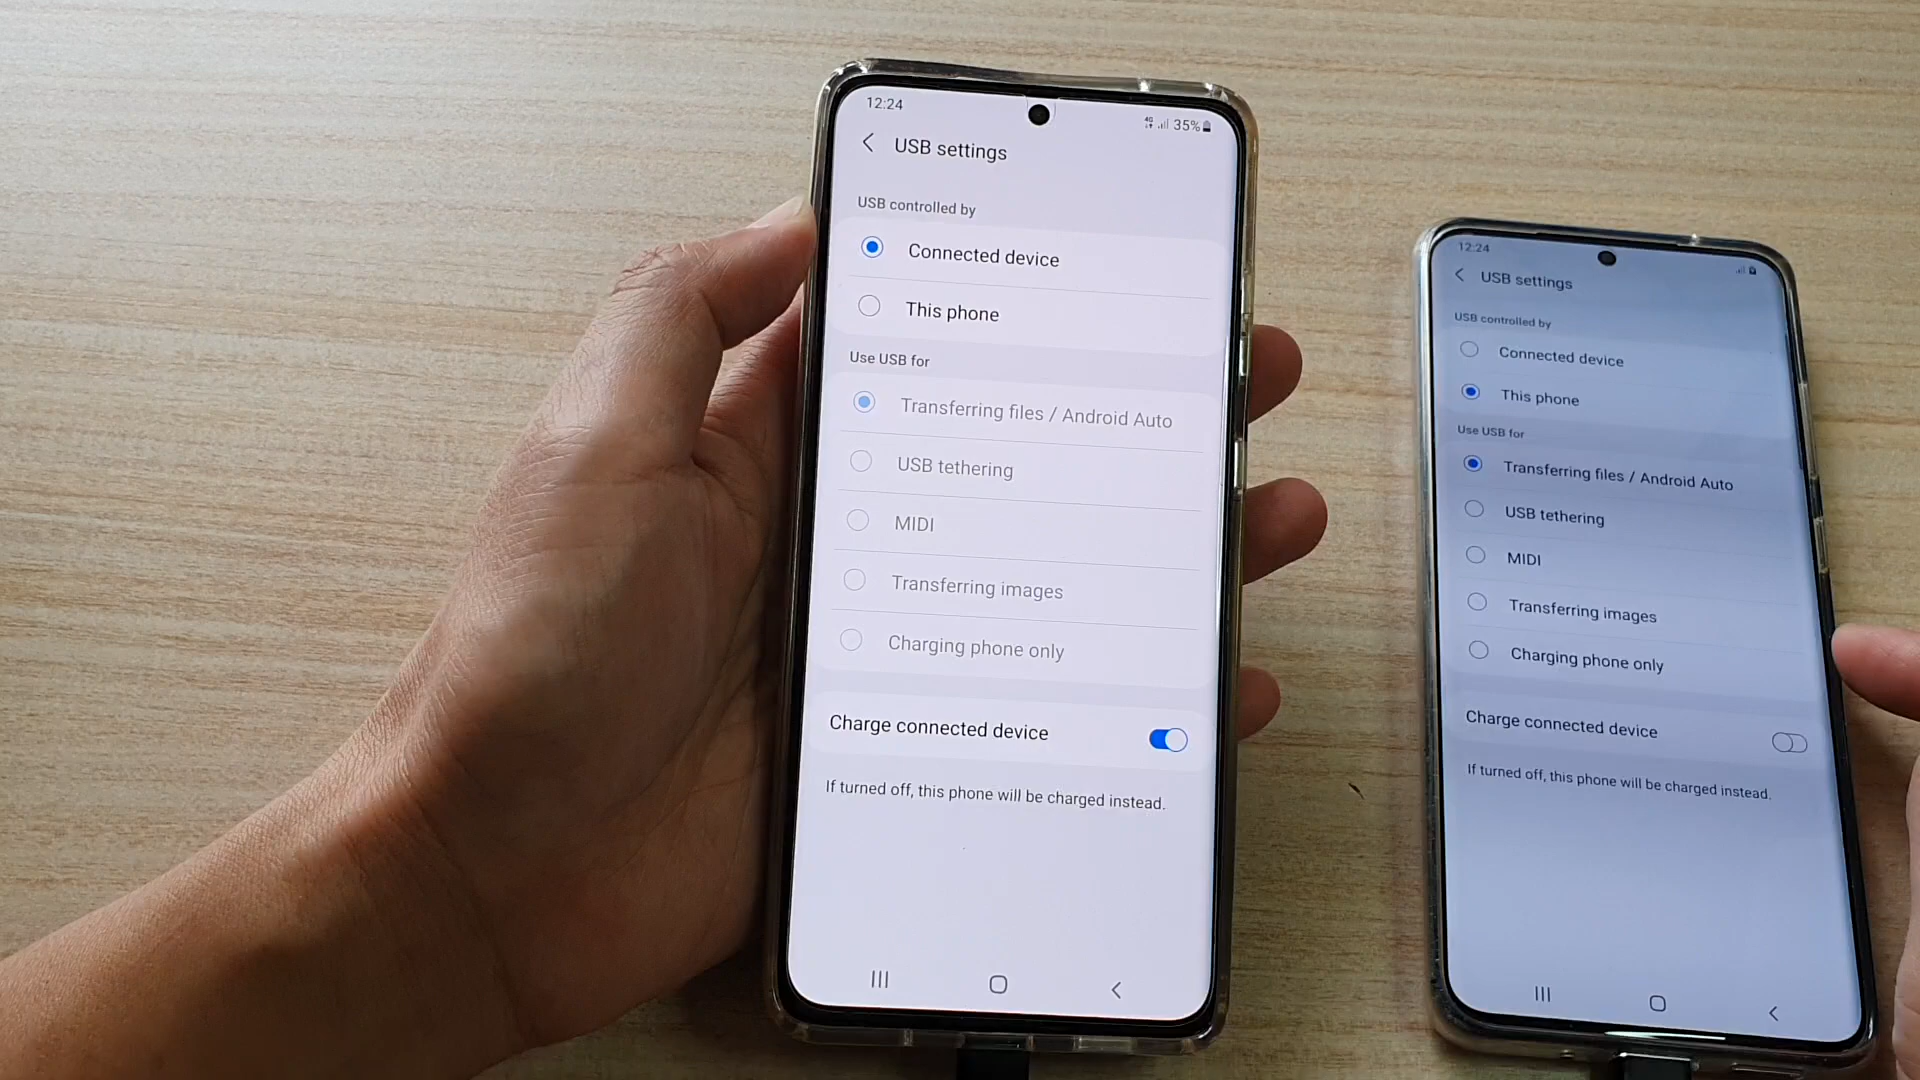 12:24
4G 35%
USB settings
USB controlled by
Connected device
This phone
Use USB for
Transferring files / Android Auto
USB tethering
MIDI
Transferring images
Charging phone only
Charge connected device
If turned off, this phone will be charged instead.
12:24
USB settings
USB controlled by
Connected device
This phone
Use USB for
Transferring files / Android Auto
USB tethering
MIDI
Transferring images
Charging phone only
Charge connected device
If turned off, this phone will be charged instead.